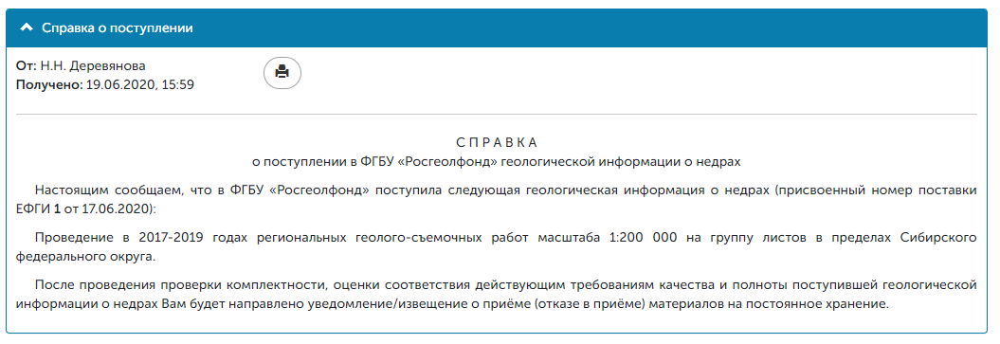 Справка о поступлении
От: Н.Н. Деревянова
Получено: 19.06.2020, 15:59
С П Р А В К А
о поступлении в ФГБУ «Росгеолфонд» геологической информации о недрах
Настоящим сообщаем, что в ФГБУ «Росгеолфонд» поступила следующая геологическая информация о недрах (присвоенный номер поставки
ЕФГИ 1 от 17.06.2020):
Проведение в 2017-2019 годах региональных геолого-съемочных работ масштаба 1:200 000 на группу листов в пределах Сибирского
федерального округа.
После проведения проверки комплектности, оценки соответствия действующим требованиям качества и полноты поступившей геологической
информации о недрах Вам будет направлено уведомление/извещение о приёме (отказе в приёме) материалов на постоянное хранение.